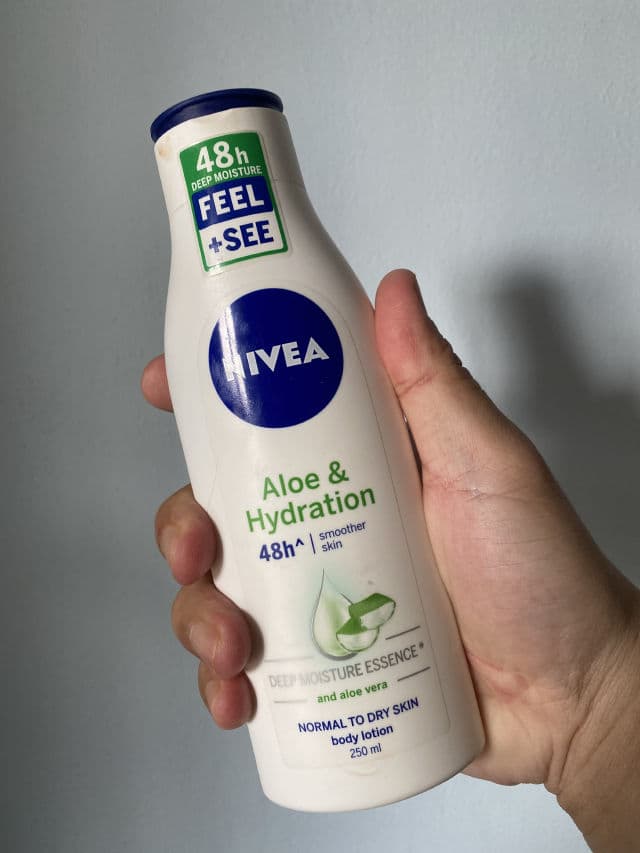 48h
DEEP MOISTURE
FEEL
+SEE
NIVEA
Aloe &
Hydration
48h^ | smoother
skin
DEEP MOISTURE ESSENCE*
and aloe vera
NORMAL TO DRY SKIN
body lotion
250 ml